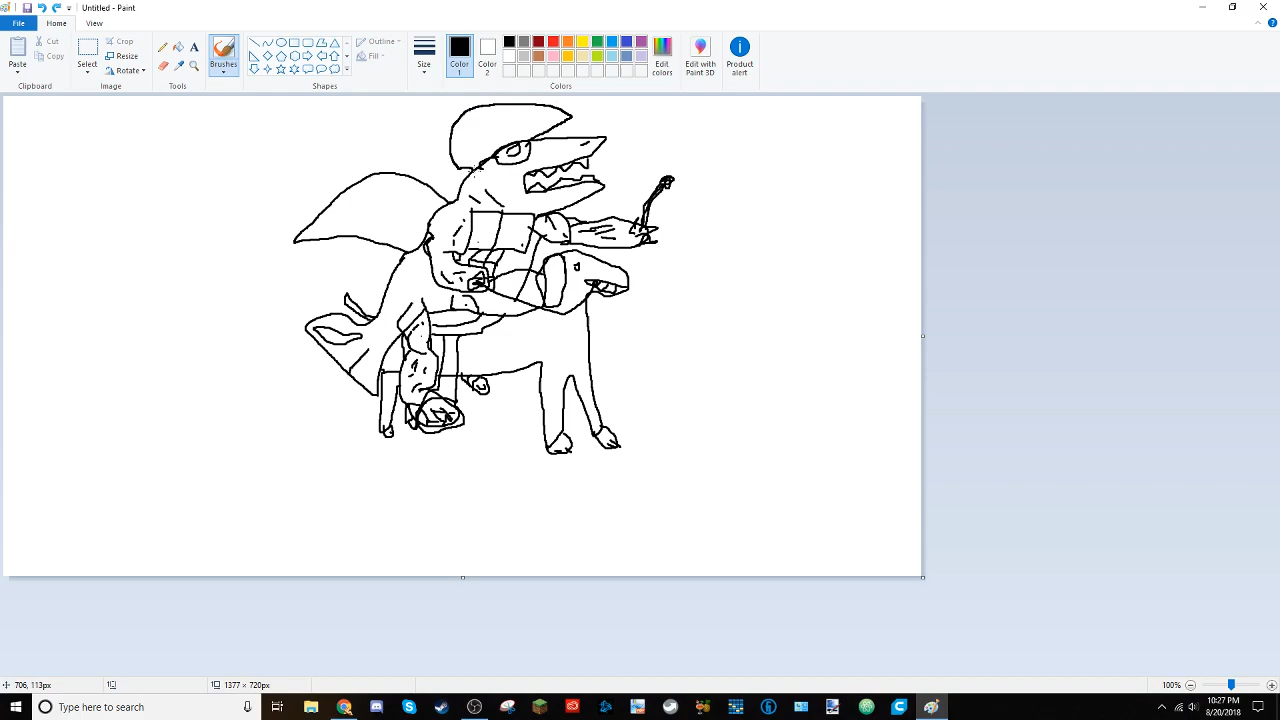 Untitled - Paint
File Home View
Paste
Cut
Copy
Clipboard
Select
Crop
Resize
Rotate
Image
A
Tools
Brushes
Shapes
Outline
Fill
Size
Color 1
Color 2
Edit colors
Colors
Edit with Paint 3D
Product alert
706, 113px
1377 × 720px
100%
Type here to search
10:27 PM
8/20/2018